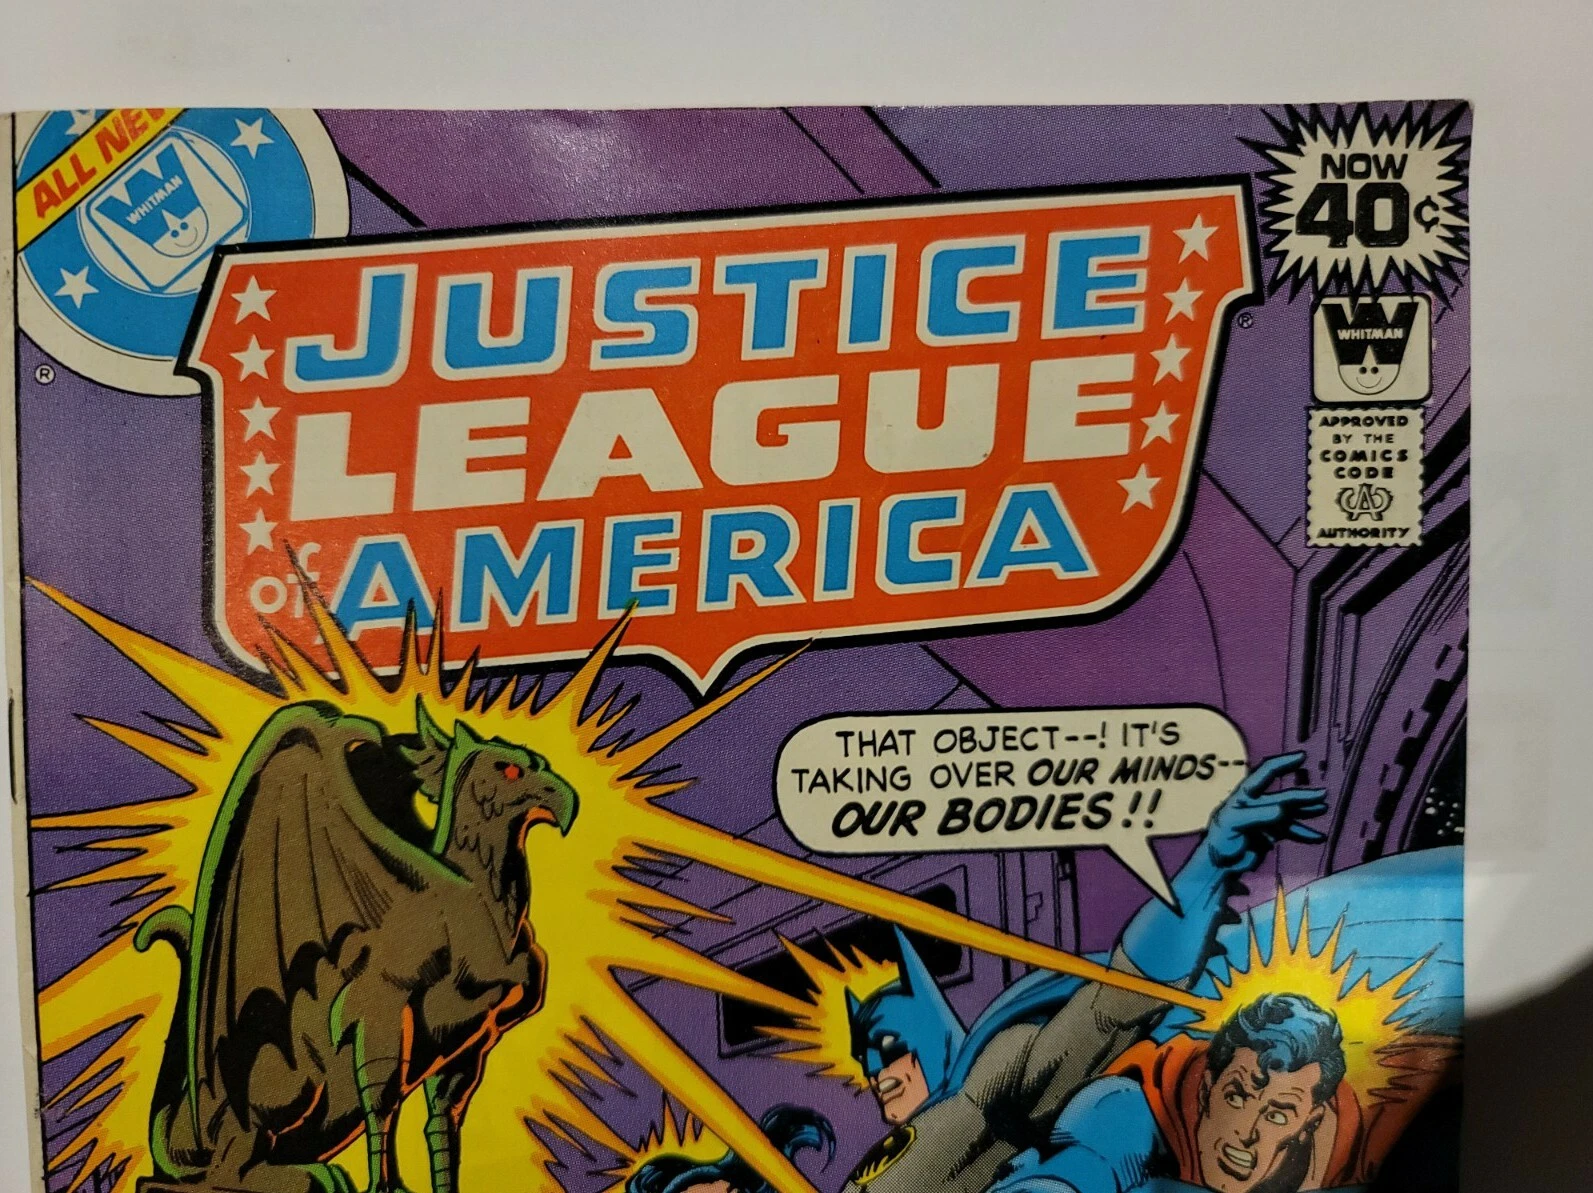 ALL NEW
WHITMAN
®
JUSTICE
LEAGUE
OF AMERICA
®
NOW
40¢
WHITMAN
APPROVED
BY THE
COMICS
CODE
CA
AUTHORITY
THAT OBJECT--! IT'S
TAKING OVER OUR MINDS--
OUR BODIES!!